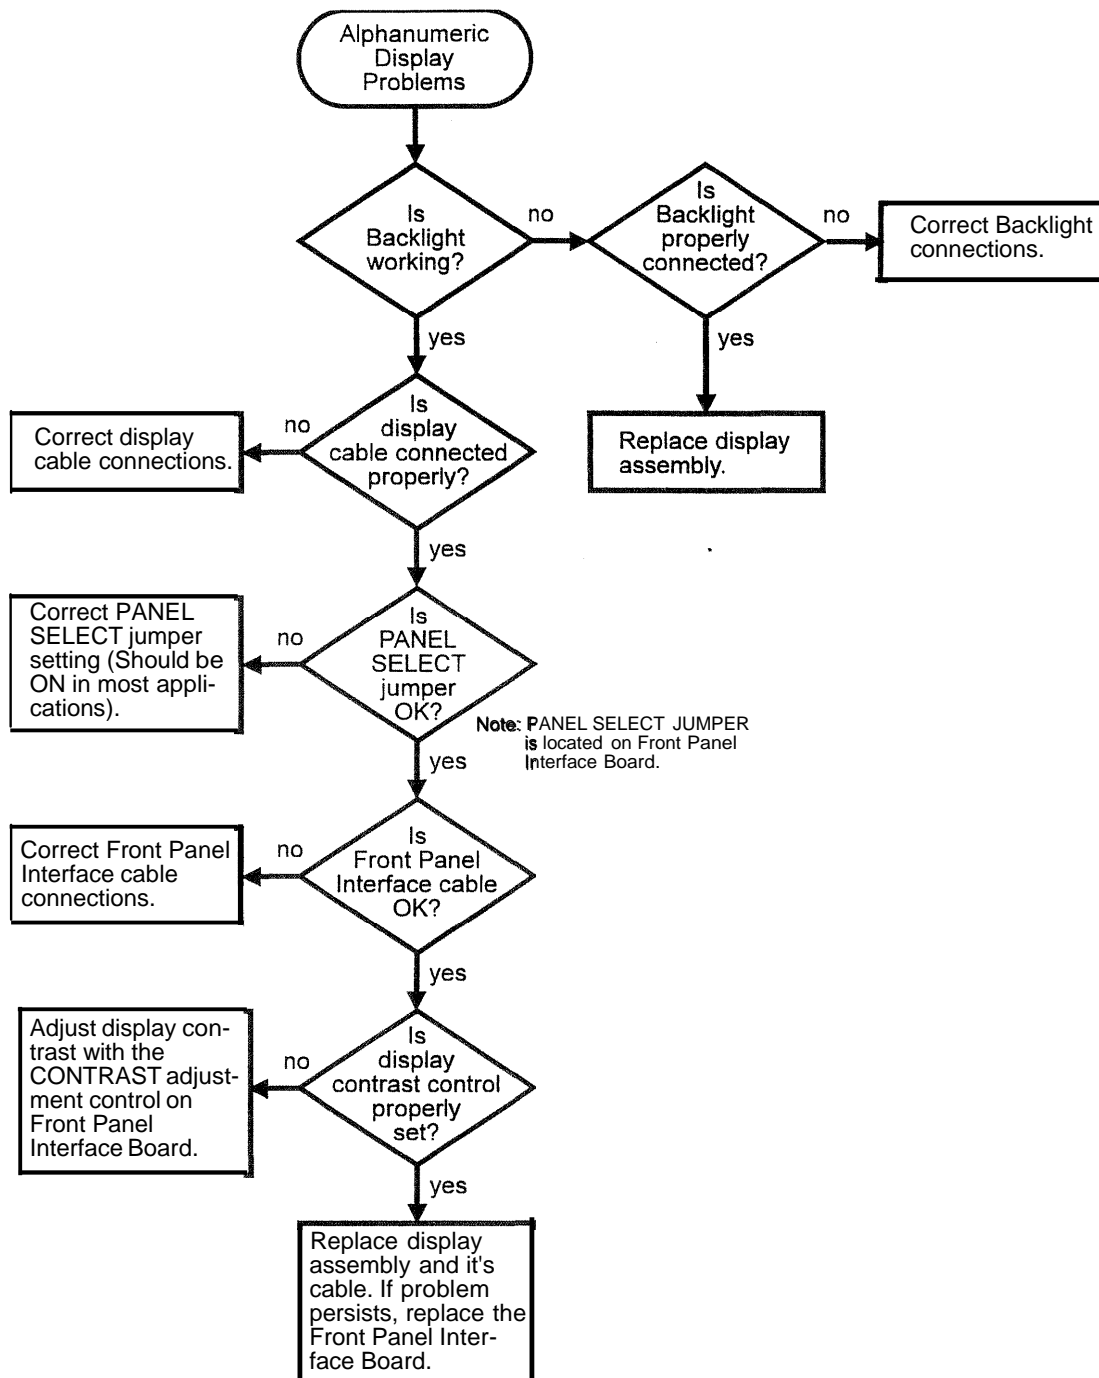 Alphanumeric
Display
Problems
Is
Backlight
working?
no
Is
Backlight
properly
connected?
no
Correct Backlight
connections.
yes
yes
Replace display
assembly.
Is
display
cable connected
properly?
no
Correct display
cable connections.
yes
Is
PANEL
SELECT
jumper
OK?
no
Correct PANEL
SELECT jumper
setting (Should be
ON in most appli-
cations).
Note: PANEL SELECT JUMPER
is located on Front Panel
Interface Board.
yes
Is
Front Panel
Interface cable
OK?
no
Correct Front Panel
Interface cable
connections.
yes
Is
display
contrast control
properly
set?
no
Adjust display con-
trast with the
CONTRAST adjust-
ment control on
Front Panel
Interface Board.
yes
Replace display
assembly and it's
cable. If problem
persists, replace the
Front Panel Inter-
face Board.